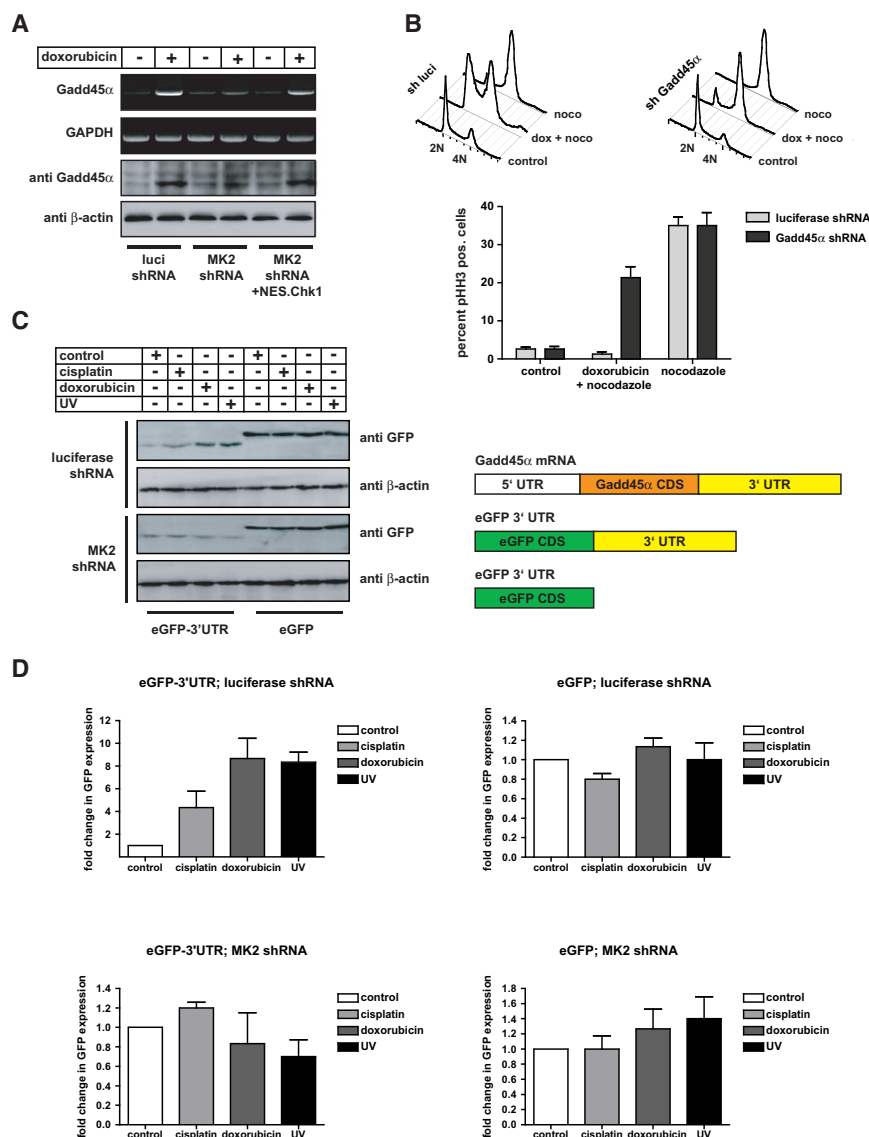 A
doxorubicin - + - + - +
Gadd45α
GAPDH
anti Gadd45α
anti β-actin
luci shRNA
MK2 shRNA
MK2 shRNA +NES.Chk1
B
sh luci
2N
4N
noco
dox + noco
control
sh Gadd45α
2N
4N
noco
dox + noco
control
percent pHH3 pos. cells
40
30
20
10
0
control
doxorubicin + nocodazole
nocodazole
luciferase shRNA
Gadd45α shRNA
C
control + - - - + - - -
cisplatin - + - - - + - -
doxorubicin - - + - - - + -
UV - - - + - - - +
luciferase shRNA
anti GFP
anti β-actin
MK2 shRNA
anti GFP
anti β-actin
eGFP-3'UTR
eGFP
Gadd45α mRNA
5' UTR Gadd45α CDS 3' UTR
eGFP 3' UTR
eGFP CDS 3' UTR
eGFP 3' UTR
eGFP CDS
D
eGFP-3'UTR; luciferase shRNA
fold change in GFP expression
12
10
8
6
4
2
control cisplatin doxorubicin UV
control
cisplatin
doxorubicin
UV
eGFP; luciferase shRNA
fold change in GFP expression
1.4
1.2
1.0
0.8
0.6
0.4
0.2
0.0
control cisplatin doxorubicin UV
control
cisplatin
doxorubicin
UV
eGFP-3'UTR; MK2 shRNA
fold change in GFP expression
1.4
1.2
1.0
0.8
0.6
0.4
0.2
0.0
control cisplatin doxorubicin UV
control
cisplatin
doxorubicin
UV
eGFP; MK2 shRNA
fold change in GFP expression
1.8
1.6
1.4
1.2
1.0
0.8
0.6
0.4
0.2
0.0
control cisplatin doxorubicin UV
control
cisplatin
doxorubicin
UV